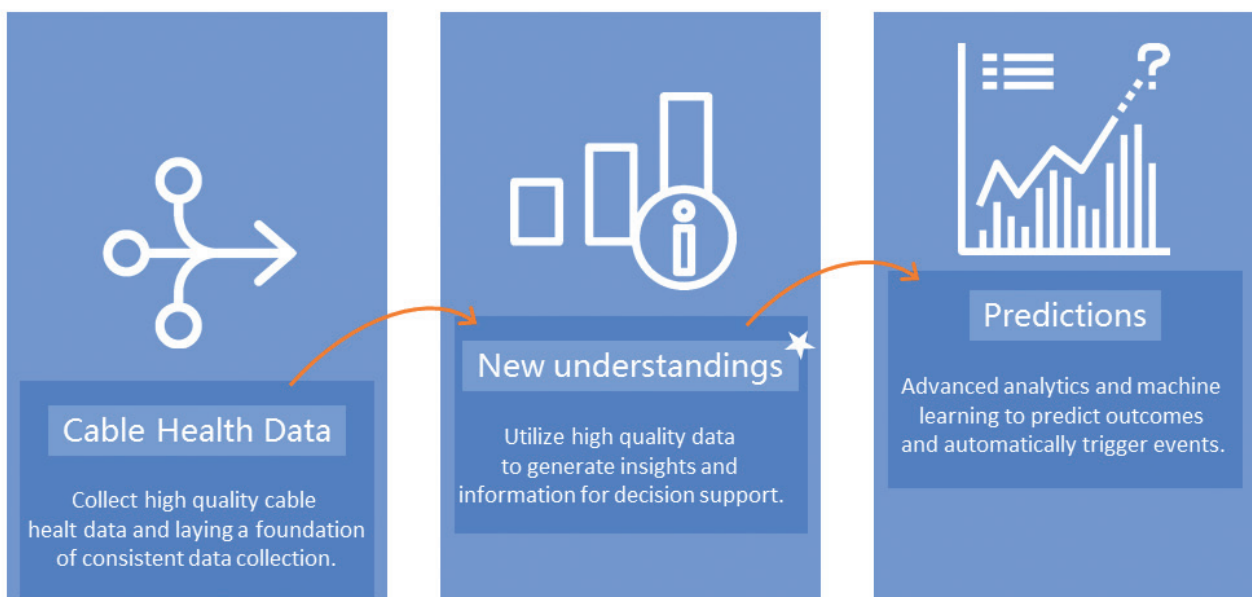 Cable Health Data
Collect high quality cable
healt data and laying a foundation
of consistent data collection.
New understandings
Utilize high quality data
to generate insights and
information for decision support.
?
Predictions
Advanced analytics and machine
learning to predict outcomes
and automatically trigger events.